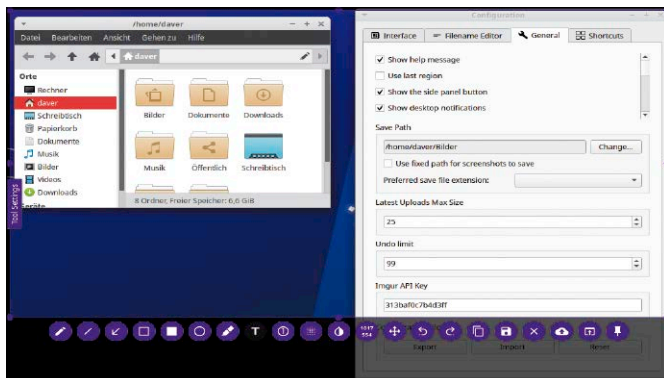 /home/daver
Datei Bearbeiten Ansicht Gehen zu Hilfe
daver
Orte
Rechner
daver
Schreibtisch
Papierkorb
Dokumente
Musik
Bilder
Videos
Downloads
Geräte
Bilder Dokumente Downloads
Musik Öffentlich Schreibtisch
8 Ordner, Freier Speicher: 6,6 GiB
Tool Settings
Configuration
Interface Filename Editor General Shortcuts
Show help message
Use last region
Show the side panel button
Show desktop notifications
Save Path
/home/daver/Bilder Change...
Use fixed path for screenshots to save
Preferred save file extension:
Latest Uploads Max Size
25
Undo limit
99
Imgur API Key
313baf0c7b4d3ff
T
1017
554
Export Import Reset